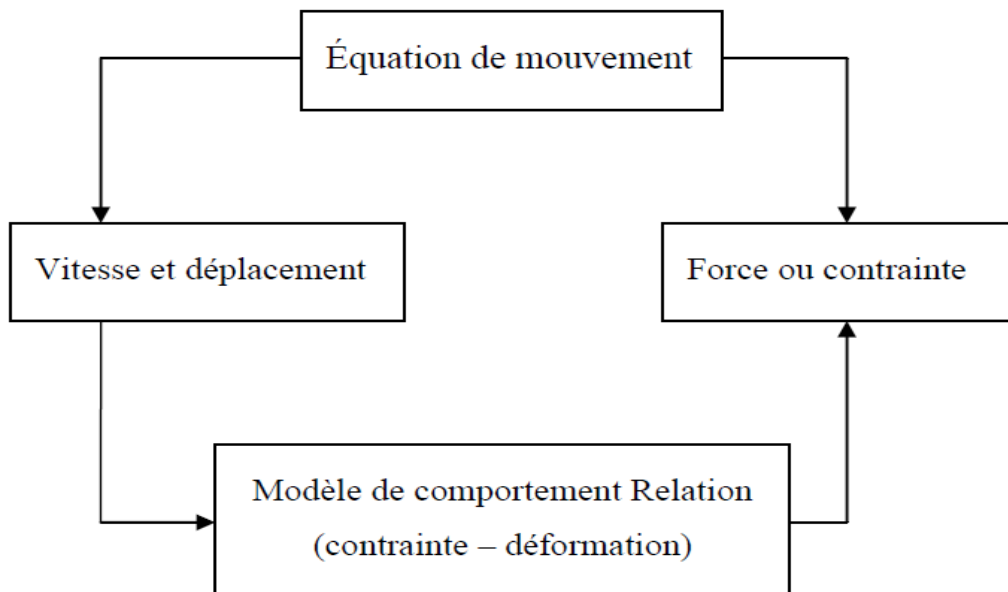 Équation de mouvement
Vitesse et déplacement
Force ou contrainte
Modèle de comportement Relation
(contrainte – déformation)